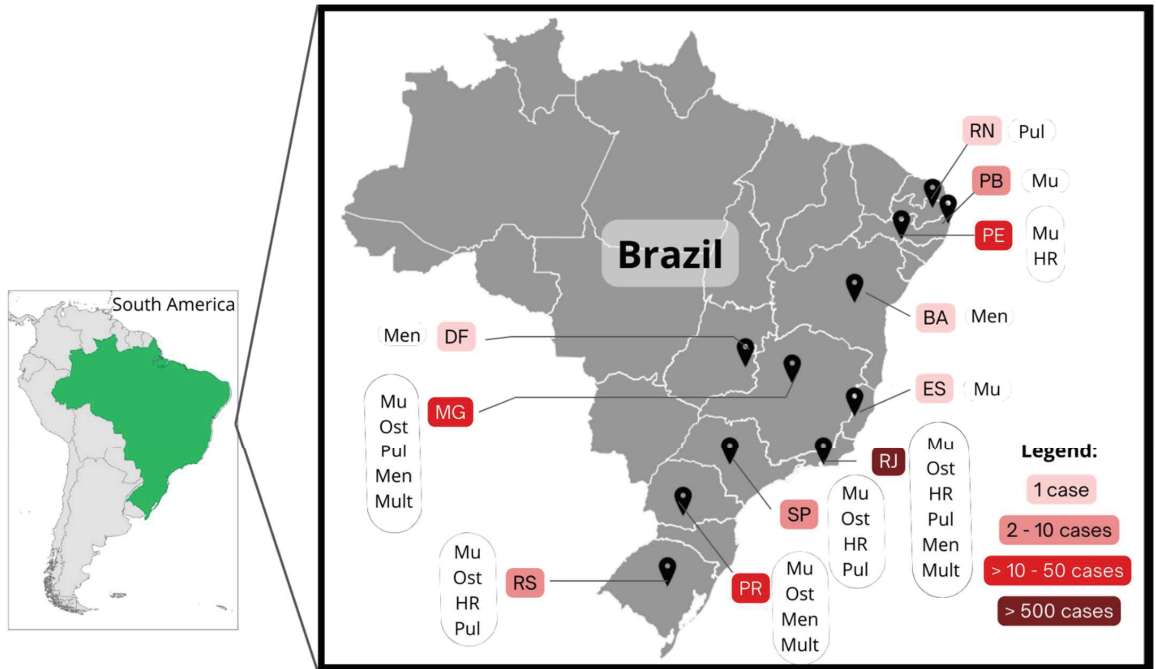 South America
Brazil
RN Pul
PB Mu
PE Mu
HR
BA Men
Men DF
ES Mu
Mu
Ost
Pul
Men
Mult
MG
RJ
Mu
Ost
HR
Pul
Men
Mult
SP
Mu
Ost
HR
Pul
Mu
Ost
HR
Pul
RS
PR
Mu
Ost
Men
Mult
Legend:
1 case
2 - 10 cases
> 10 - 50 cases
> 500 cases